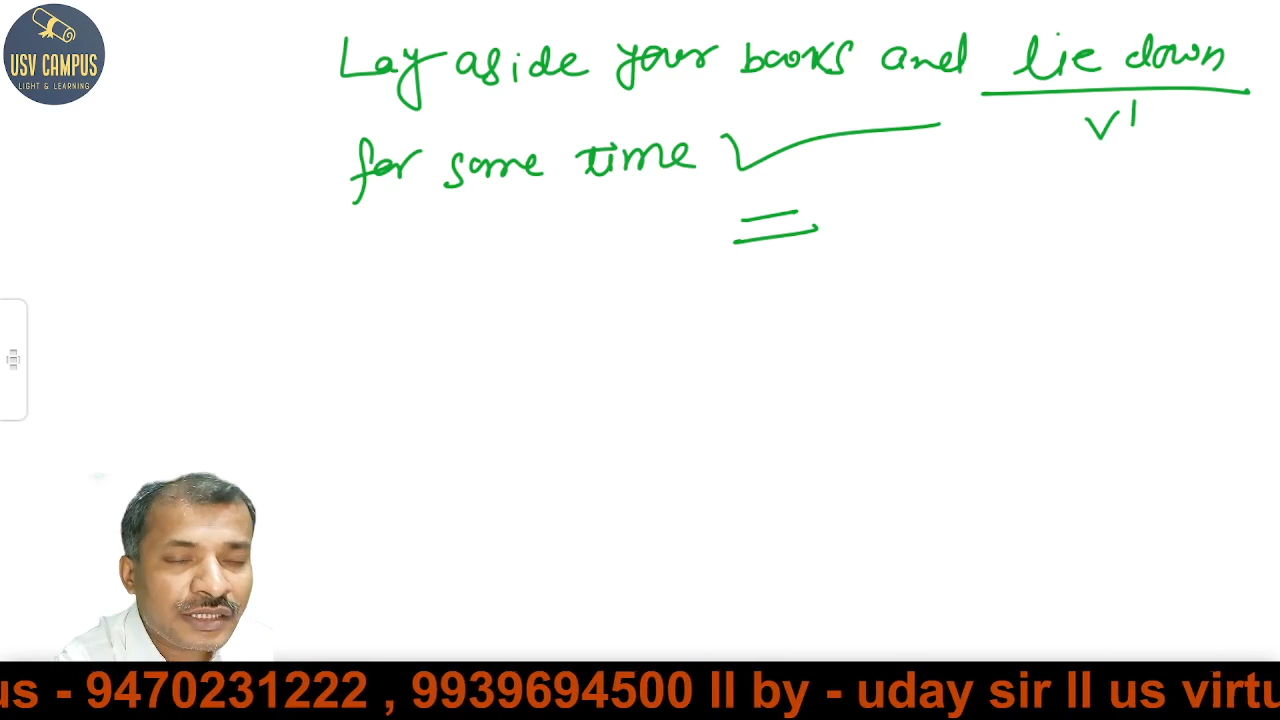 USV CAMPUS
LIGHT & LEARNING
Lay aside your books and lie down
V¹
for some time
us - 9470231222 , 9939694500 ll by - uday sir ll us virtu